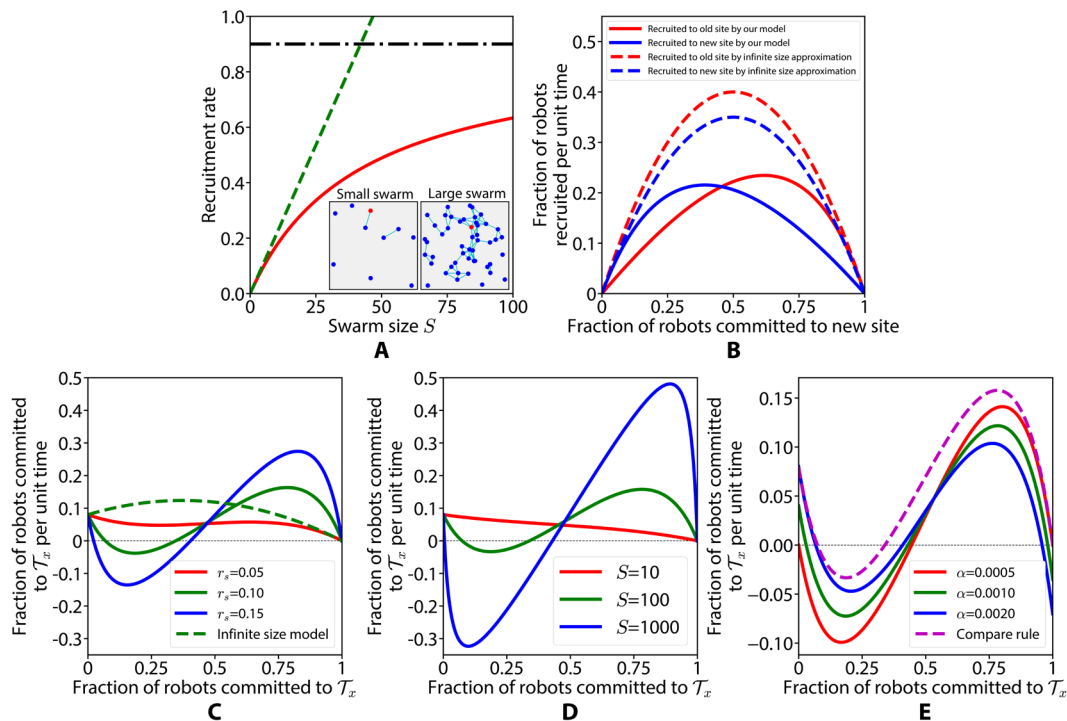 1.0
0.8
0.6
0.4
0.2
0.0
Recruitment rate
Small swarm
Large swarm
0
25
50
75
100
Swarm size S
A
Recruited to old site by our model
Recruited to new site by our model
Recruited to old site by infinite size approximation
Recruited to new site by infinite size approximation
0.5
0.4
0.3
0.2
0.1
0
Fraction of robots
recruited per unit time
0
0.25
0.5
0.75
1
Fraction of robots committed to new site
B
0.5
0.4
0.3
0.2
0.1
0
-0.1
-0.2
-0.3
Fraction of robots committed
to 𝒯x per unit time
rs=0.05
rs=0.10
rs=0.15
Infinite size model
0
0.25
0.5
0.75
1
Fraction of robots committed to 𝒯x
C
0.5
0.4
0.3
0.2
0.1
0
-0.1
-0.2
-0.3
Fraction of robots committed
to 𝒯x per unit time
S=10
S=100
S=1000
0
0.25
0.5
0.75
1
Fraction of robots committed to 𝒯x
D
0.15
0.10
0.05
0.00
−0.05
−0.10
Fraction of robots committed
to 𝒯x per unit time
α=0.0005
α=0.0010
α=0.0020
Compare rule
0
0.25
0.5
0.75
1
Fraction of robots committed to 𝒯x
E